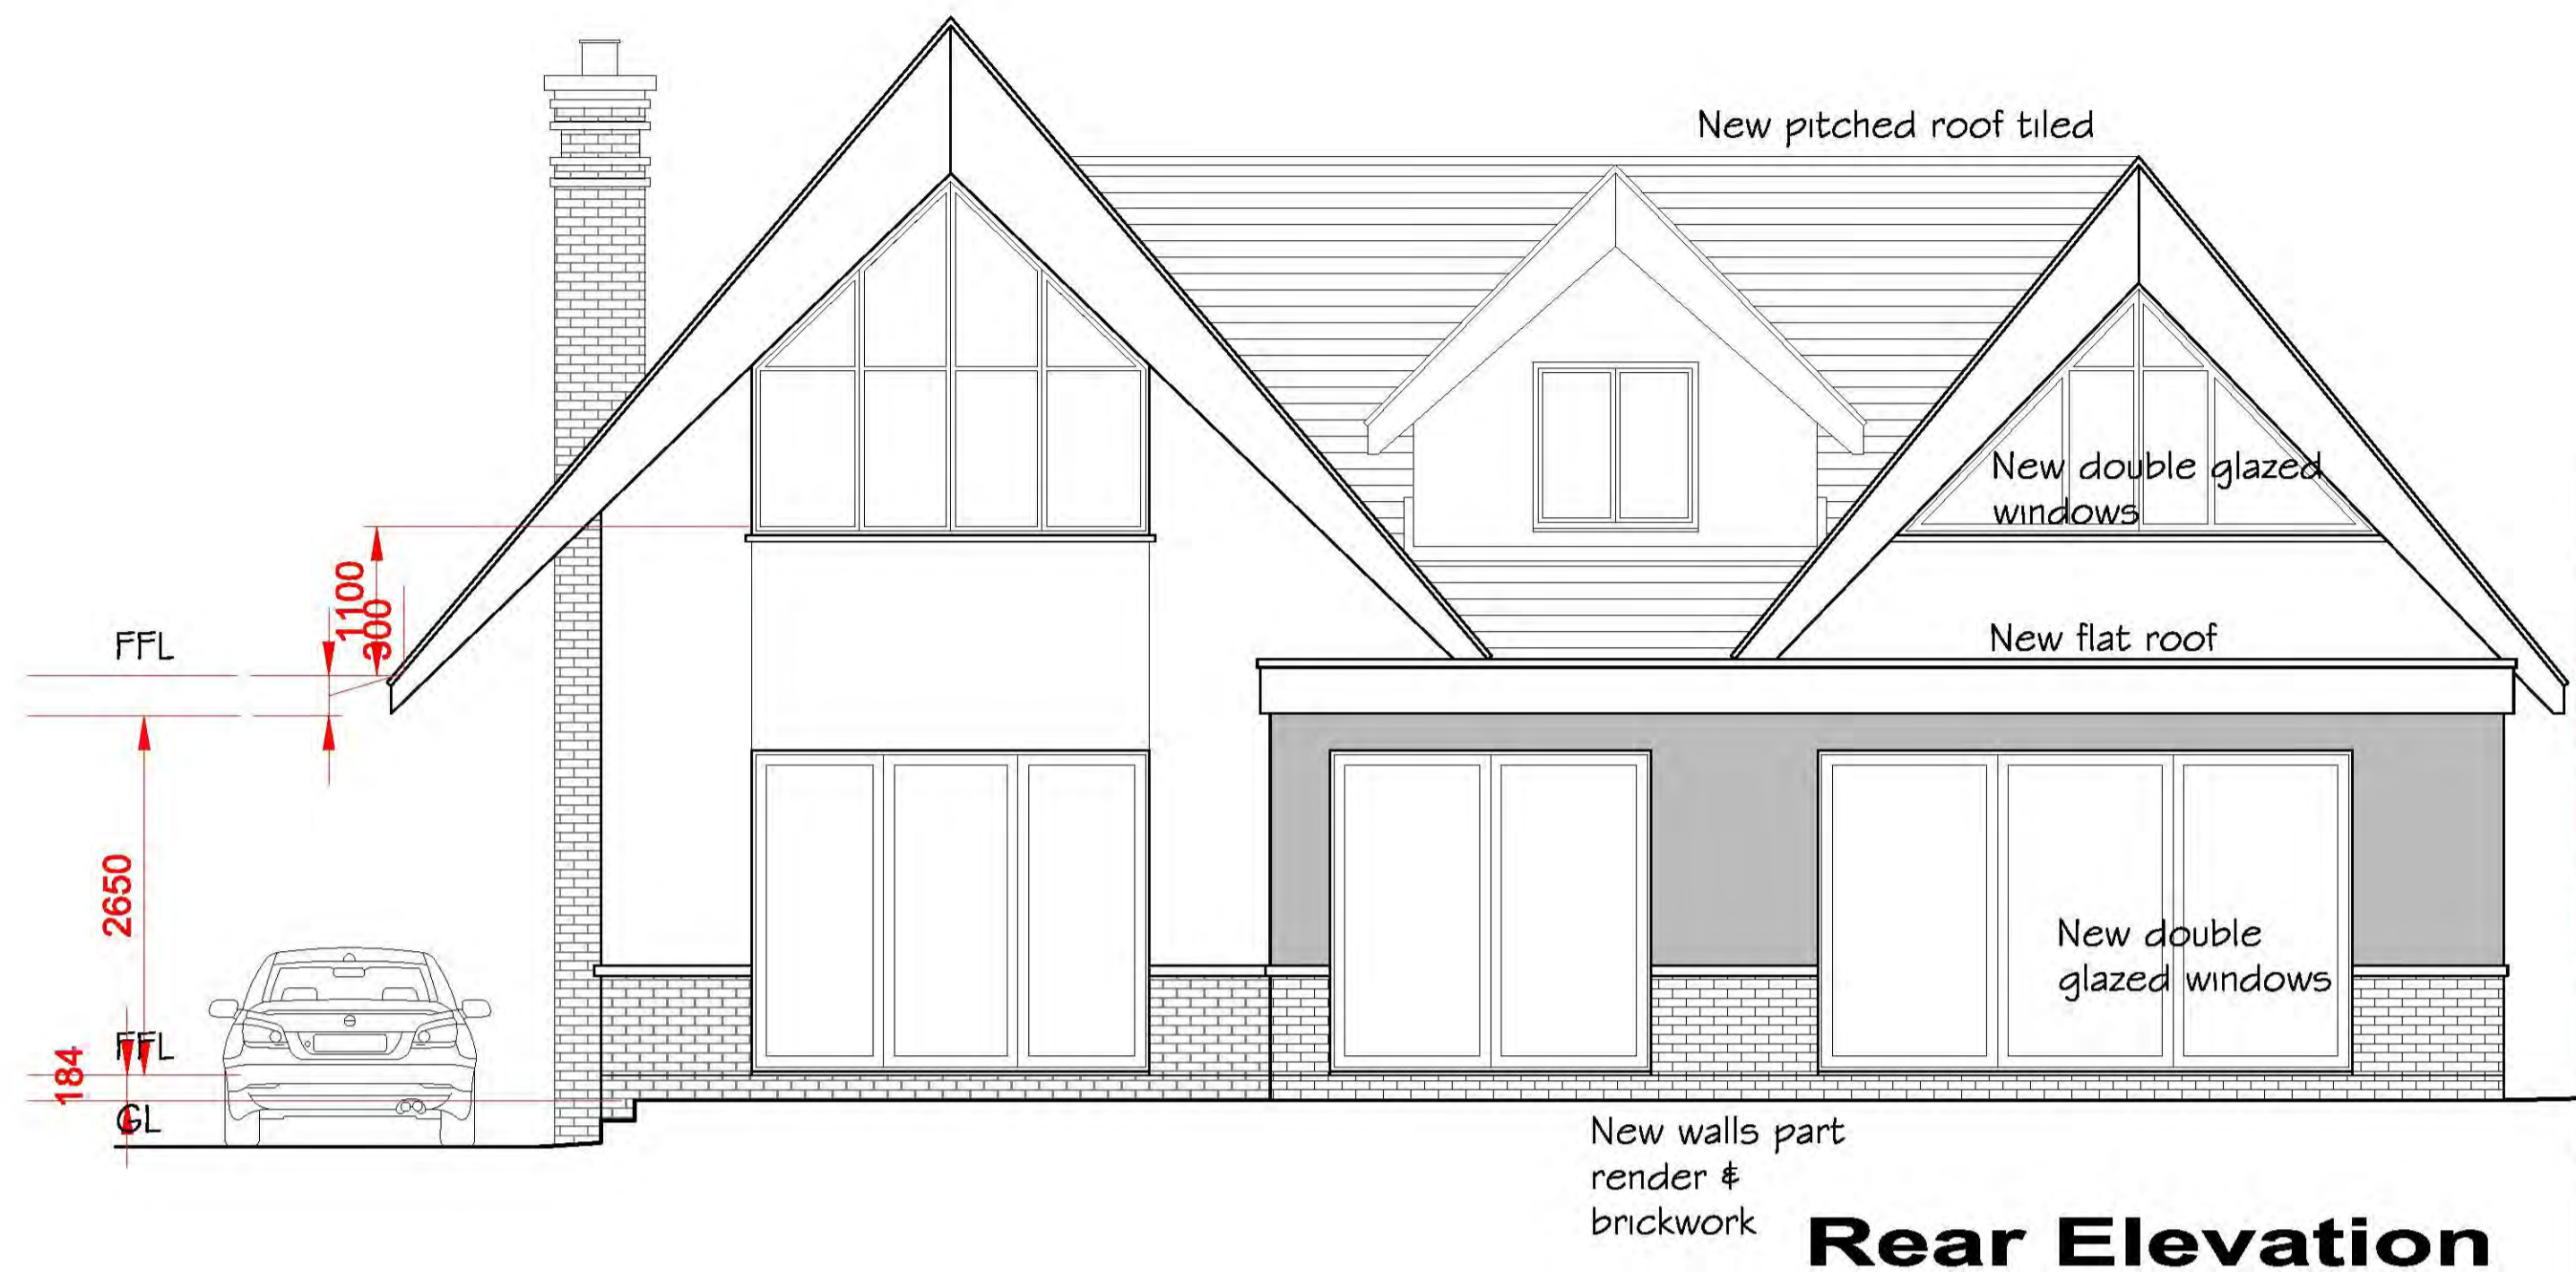 New pitched roof tiled
New double glazed
windows
1100
300
FFL
New flat roof
2650
New double
glazed windows
FFL
184
GL
New walls part
render &
brickwork
Rear Elevation